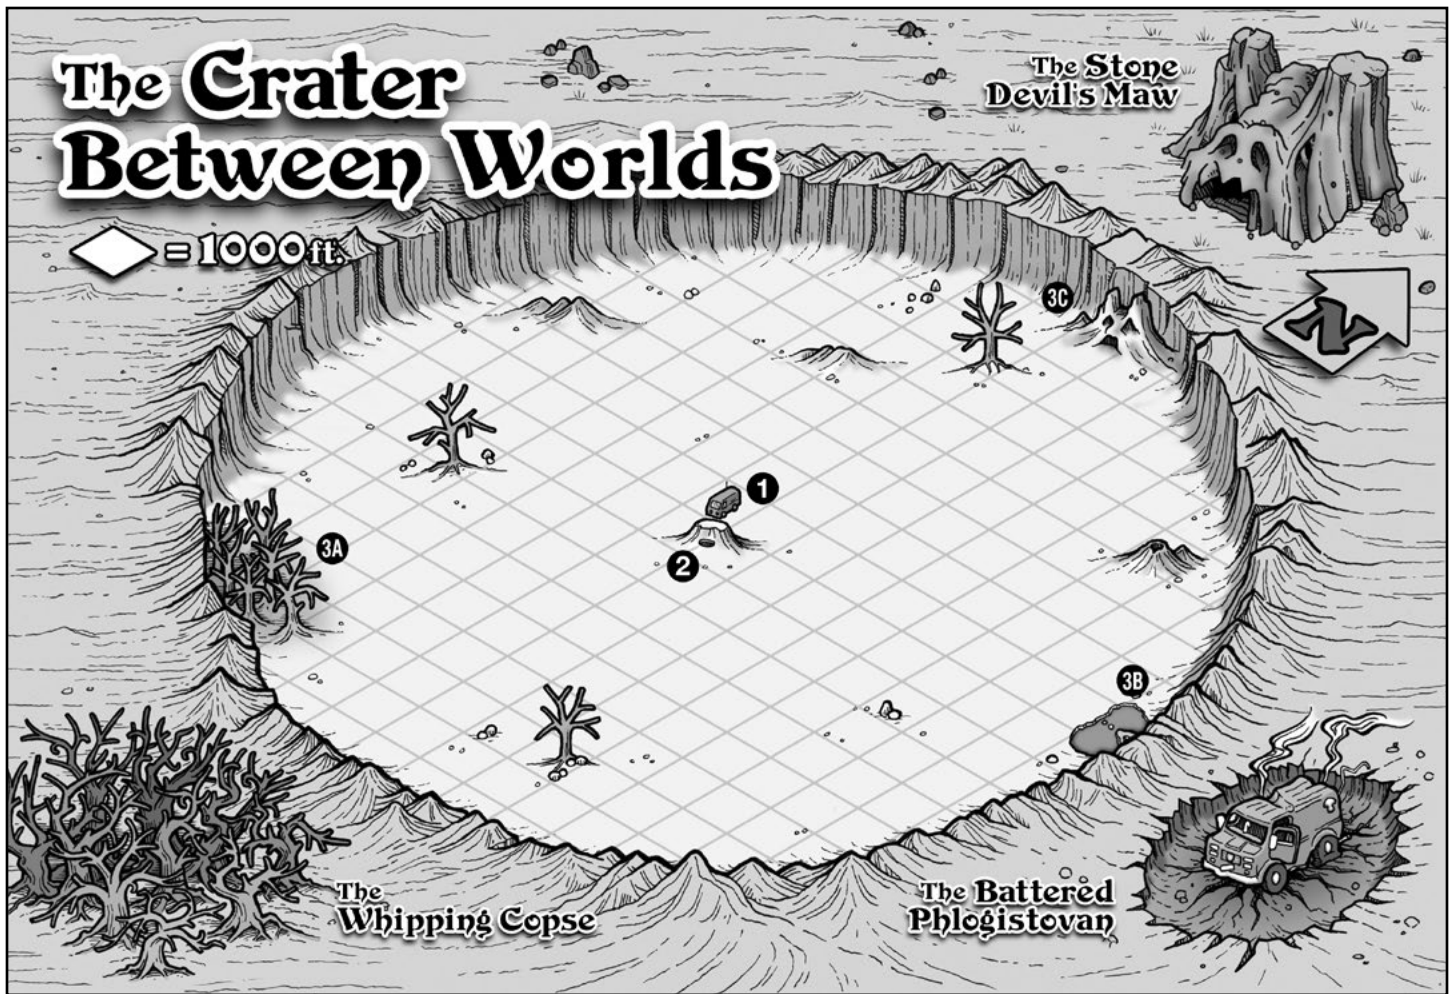 The Crater
Between Worlds
= 1000 ft.
The Stone
Devil's Maw
3C
N
1
3A
2
3B
The
Whipping Copse
The Battered
Phlogistovan